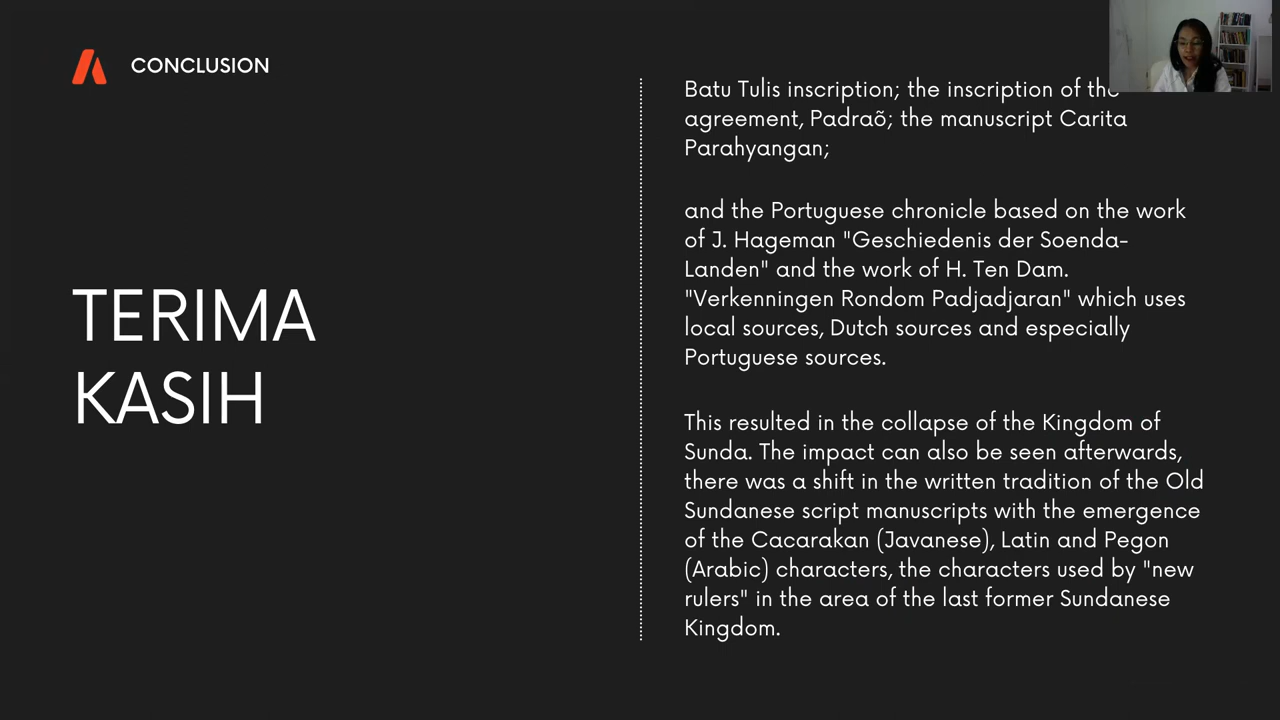 CONCLUSION
TERIMA
KASIH
Batu Tulis inscription; the inscription of the
agreement, Padraõ; the manuscript Carita
Parahyangan;
and the Portuguese chronicle based on the work
of J. Hageman "Geschiedenis der Soenda-
Landen" and the work of H. Ten Dam.
"Verkenningen Rondom Padjadjaran" which uses
local sources, Dutch sources and especially
Portuguese sources.
This resulted in the collapse of the Kingdom of
Sunda. The impact can also be seen afterwards,
there was a shift in the written tradition of the Old
Sundanese script manuscripts with the emergence
of the Cacarakan (Javanese), Latin and Pegon
(Arabic) characters, the characters used by "new
rulers" in the area of the last former Sundanese
Kingdom.